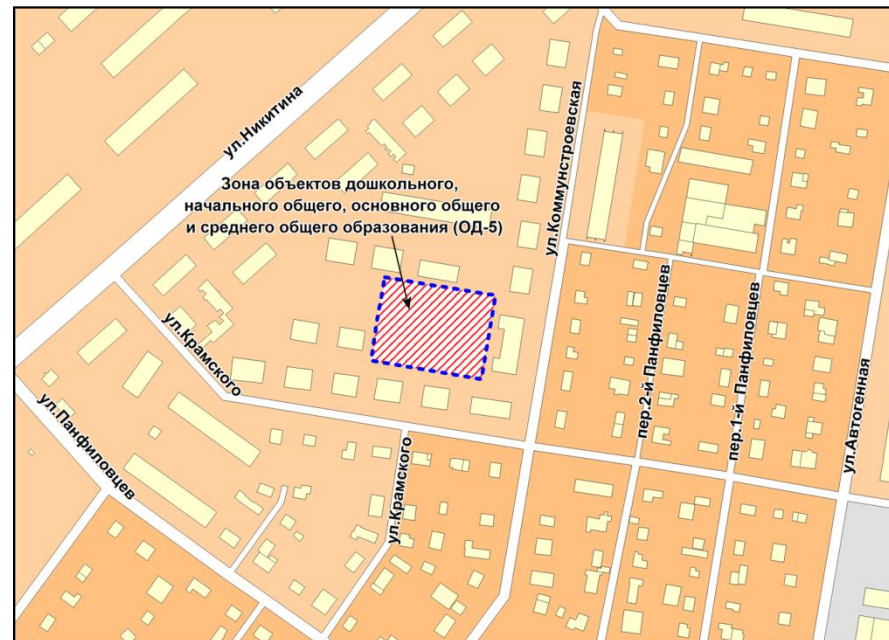 ул.Никитина
ул.Коммунстроевская
Зона объектов дошкольного,
начального общего, основного общего
и среднего общего образования (ОД-5)
ул.Крамского
ул.Панфиловцев
ул.Крамского
пер.2-й Панфиловцев
пер.1-й Панфиловцев
ул.Автогенная